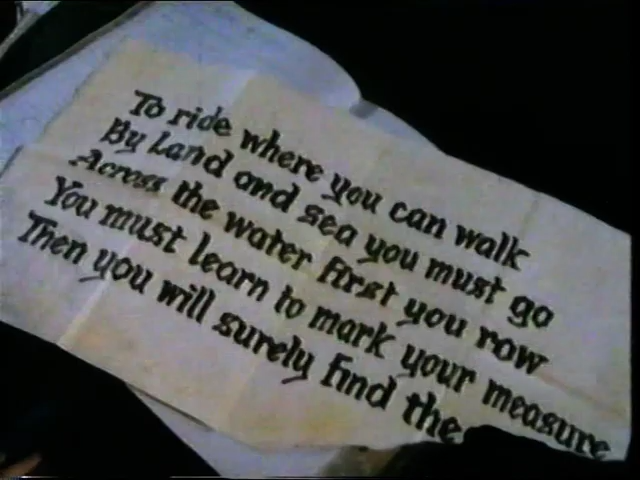 To ride where you can walk
By Land and sea you must go
Across the water first you row
You must learn to mark your measure
Then you will surely find the